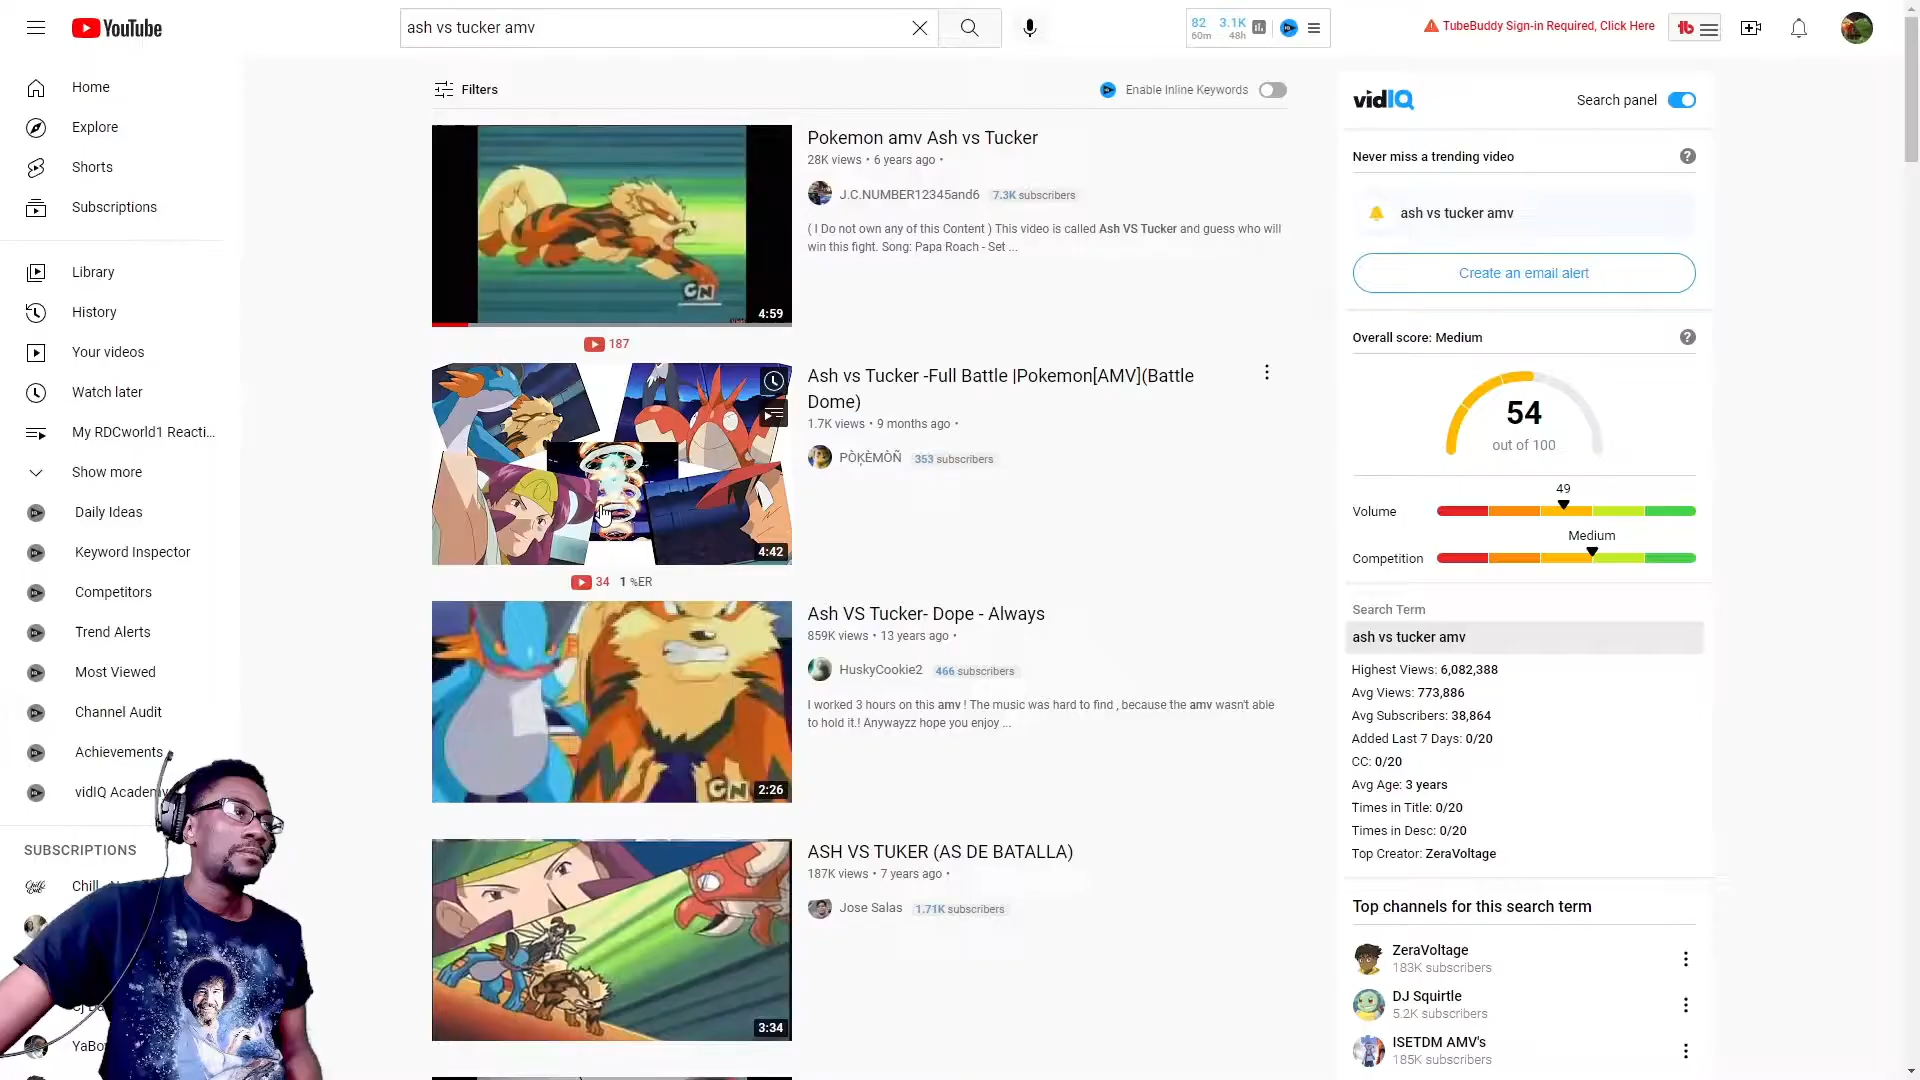 YouTube
ash vs tucker amv
82 3.1K
60m 48h
TubeBuddy Sign-in Required, Click Here
tb
Home
Explore
Shorts
Subscriptions
Library
History
Your videos
Watch later
My RDCworld1 Reacti...
Show more
Daily Ideas
Keyword Inspector
Competitors
Trend Alerts
Most Viewed
Channel Audit
Achievements
vidIQ Academy
SUBSCRIPTIONS
Filters
Enable Inline Keywords
CN
4:59
187
Pokemon amv Ash vs Tucker
28K views • 6 years ago •
J.C.NUMBER12345and6 7.3K subscribers
( I Do not own any of this Content ) This video is called Ash VS Tucker and guess who will
win this fight. Song: Papa Roach - Set ...
4:42
34 1 %ER
Ash vs Tucker -Full Battle |Pokemon[AMV](Battle
Dome)
1.7K views • 9 months ago •
PÒĶÈMÒÑ 353 subscribers
CN
2:26
Ash VS Tucker- Dope - Always
859K views • 13 years ago •
HuskyCookie2 466 subscribers
I worked 3 hours on this amv ! The music was hard to find , because the amv wasn't able
to hold it.! Anywayzz hope you enjoy ...
3:34
ASH VS TUKER (AS DE BATALLA)
187K views • 7 years ago •
Jose Salas 1.71K subscribers
vidIQ
Search panel
Never miss a trending video
ash vs tucker amv
Create an email alert
Overall score: Medium
54
out of 100
49
Volume
Medium
Competition
Search Term
ash vs tucker amv
Highest Views: 6,082,388
Avg Views: 773,886
Avg Subscribers: 38,864
Added Last 7 Days: 0/20
CC: 0/20
Avg Age: 3 years
Times in Title: 0/20
Times in Desc: 0/20
Top Creator: ZeraVoltage
Top channels for this search term
ZeraVoltage
183K subscribers
DJ Squirtle
5.2K subscribers
ISETDM AMV's
185K subscribers